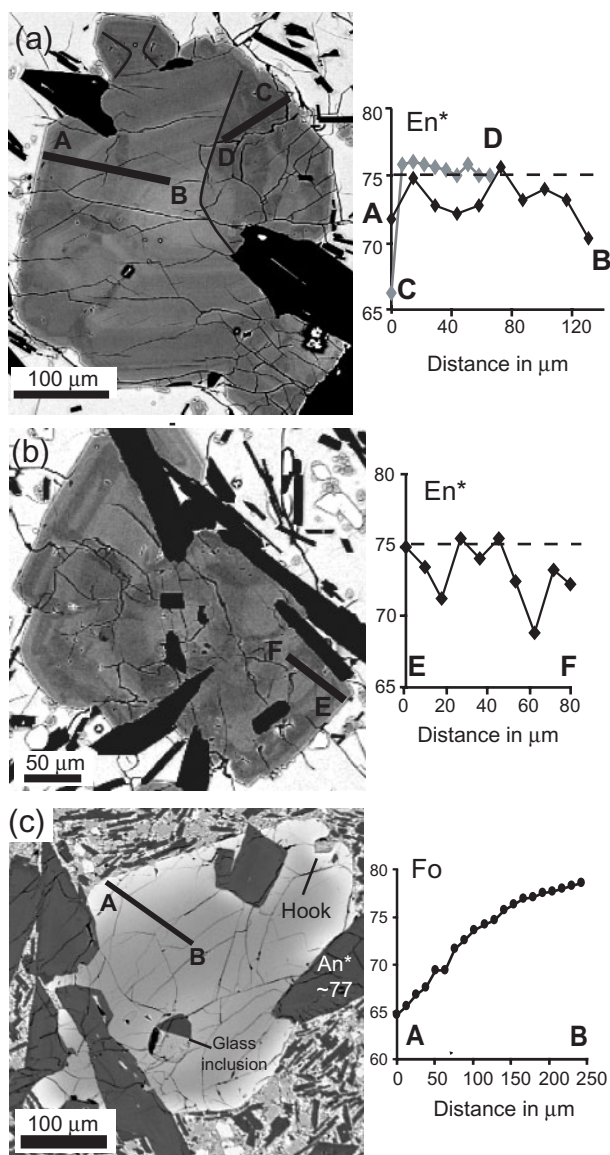 (a)
A
B
C
D
100 μm
80
75
70
65
En*
D
A
B
C
0 40 80 120
Distance in μm
(b)
F
E
50 μm
80
75
70
65
En*
E
F
0 20 40 60 80
Distance in μm
(c)
A
B
Hook
An*
~77
Glass
inclusion
100 μm
80
75
70
65
60
Fo
A
B
0 50 100 150 200 250
Distance in μm